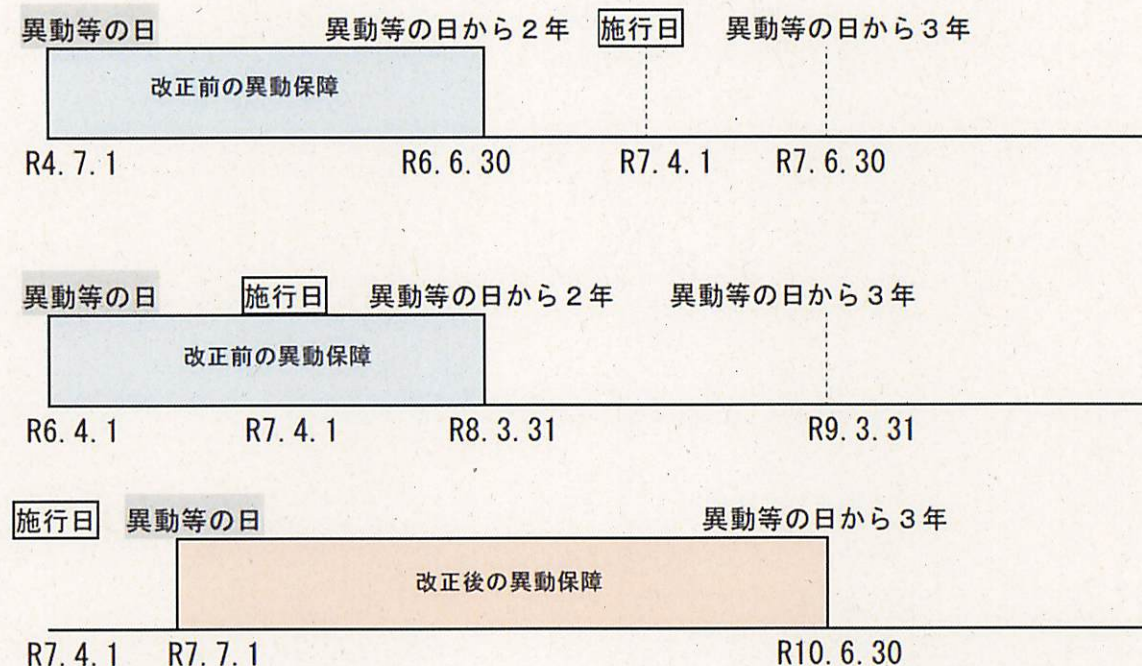 異動等の日 異動等の日から２年 施行日 異動等の日から３年
改正前の異動保障
R4.7.1 R6.6.30 R7.4.1 R7.6.30
異動等の日 施行日 異動等の日から２年 異動等の日から３年
改正前の異動保障
R6.4.1 R7.4.1 R8.3.31 R9.3.31
施行日 異動等の日 異動等の日から３年
改正後の異動保障
R7.4.1 R7.7.1 R10.6.30